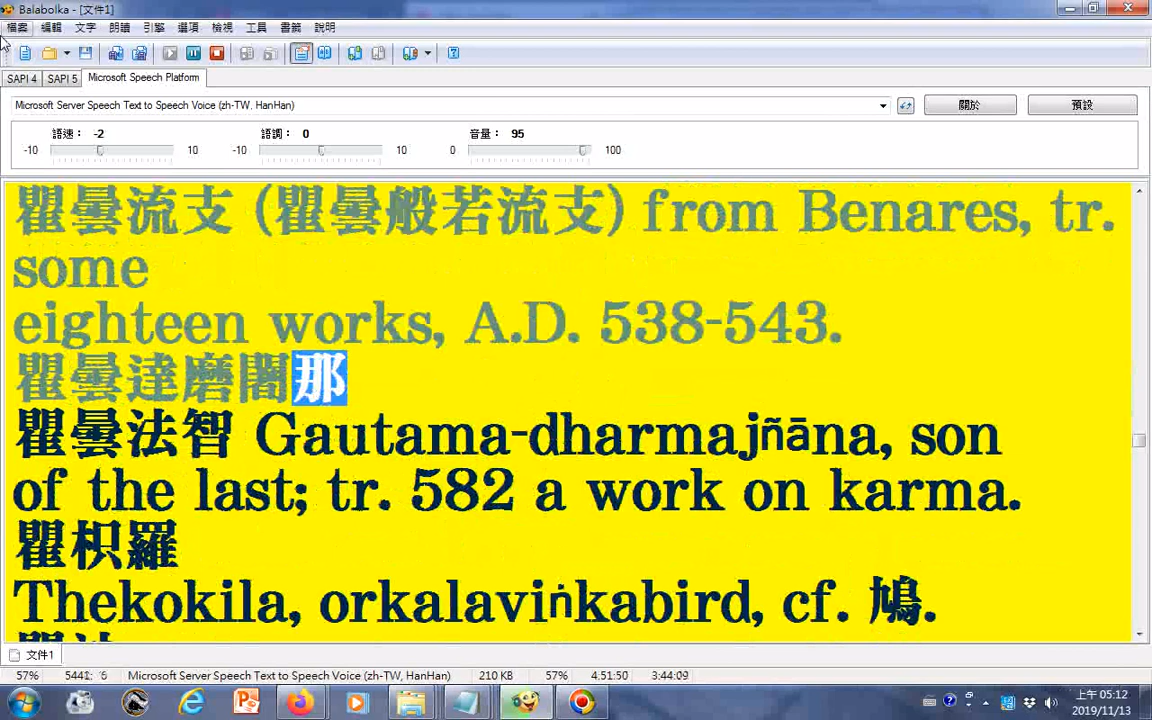 Balabolka - [文件1]
檔案 編輯 文字 朗讀 引擎 選項 檢視 工具 書籤 說明
SAPI 4 SAPI 5 Microsoft Speech Platform
Microsoft Server Speech Text to Speech Voice (zh-TW, HanHan) 關於 預設
語速： -2 語調： 0 音量： 95
-10 10 -10 10 0 100
瞿曇流支 (瞿曇般若流支) from Benares, tr.
some
eighteen works, A.D. 538-543.
瞿曇達磨闍那
瞿曇法智 Gautama-dharmajñāna, son
of the last; tr. 582 a work on karma.
瞿枳羅
Thekokila, orkalaviṅkabird, cf. 鳩.
文件1
57% Microsoft Server Speech Text to Speech Voice (zh-TW, HanHan) 210 KB 57% 4:51:50 3:44:09
上午 05:12
2019/11/13